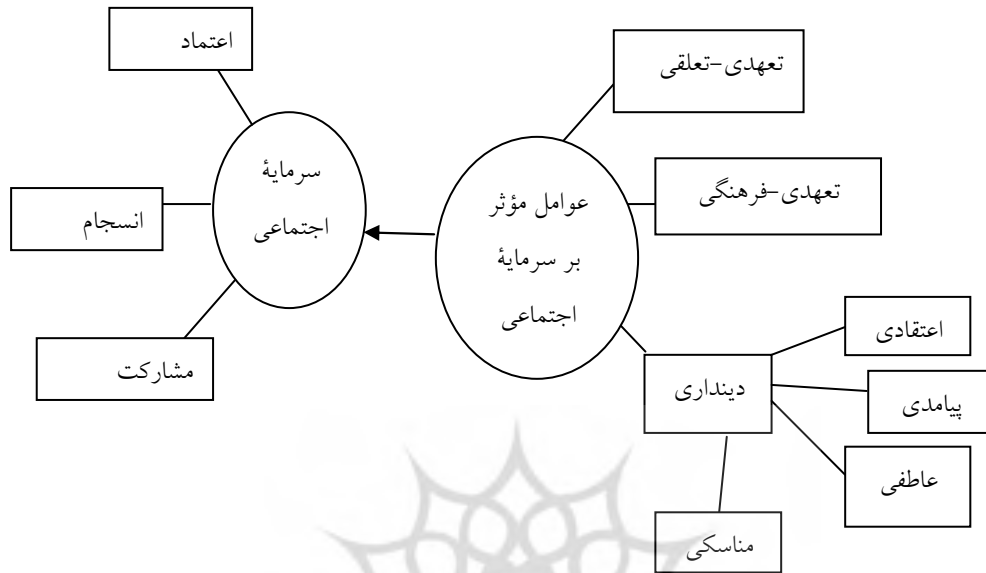 اعتماد
تعهدی-تعلقی
سرمایهٔ
اجتماعی
تعهدی-فرهنگی
انسجام
عوامل مؤثر
بر سرمایهٔ
اجتماعی
مشارکت
دینداری
اعتقادی
پیامدی
عاطفی
مناسکی